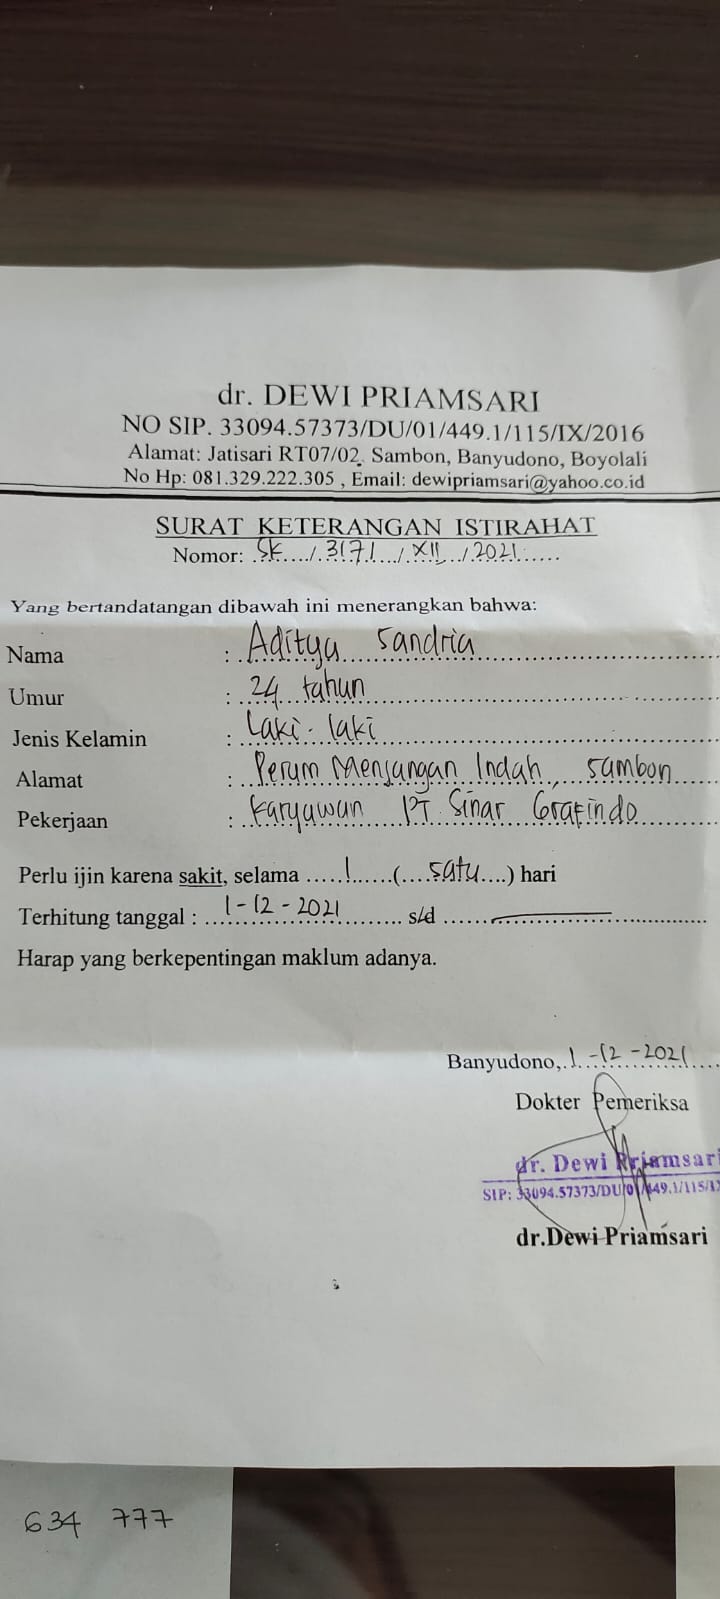 dr. DEWI PRIAMSARI
NO SIP. 33094.57373/DU/01/449.1/115/IX/2016
Alamat: Jatisari RT07/02, Sambon, Banyudono, Boyolali
No Hp: 081.329.222.305 , Email: dewipriamsari@yahoo.co.id
SURAT KETERANGAN ISTIRAHAT
Nomor: SK / 3171 / XII / 2021
Yang bertandatangan dibawah ini menerangkan bahwa:
Nama : Aditya Sandria
Umur : 24 tahun
Jenis Kelamin : Laki-laki
Alamat : Perum Menjangan Indah, Sambon
Pekerjaan : Karyawan PT Sinar Grafindo
Perlu ijin karena sakit, selama 1 (satu) hari
Terhitung tanggal : 1-12-2021 s/d —
Harap yang berkepentingan maklum adanya.
Banyudono, 1-12-2021
Dokter Pemeriksa
dr. Dewi Priamsari
SIP: 33094.57373/DU/01/449.1/115/IX
dr.Dewi Priamsari
634 777